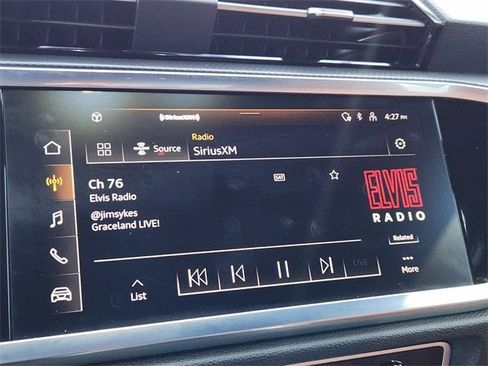 ((SiriusXM))
4:27 PM
Radio
Source
SiriusXM
Ch 76
SAT
Elvis Radio
@jimsykes
Graceland LIVE!
ELVIS
RADIO
Related
List
LIVE
More